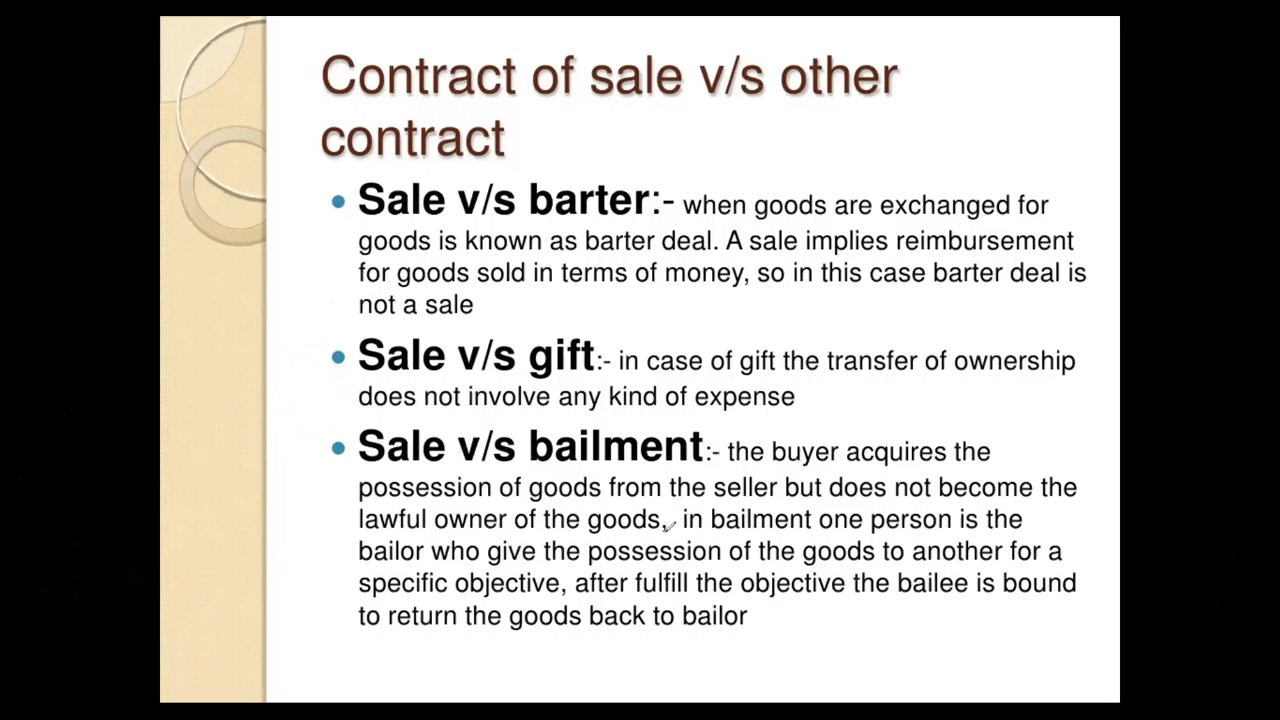 Contract of sale v/s other
contract
• Sale v/s barter:- when goods are exchanged for
goods is known as barter deal. A sale implies reimbursement
for goods sold in terms of money, so in this case barter deal is
not a sale
• Sale v/s gift:- in case of gift the transfer of ownership
does not involve any kind of expense
• Sale v/s bailment:- the buyer acquires the
possession of goods from the seller but does not become the
lawful owner of the goods, in bailment one person is the
bailor who give the possession of the goods to another for a
specific objective, after fulfill the objective the bailee is bound
to return the goods back to bailor